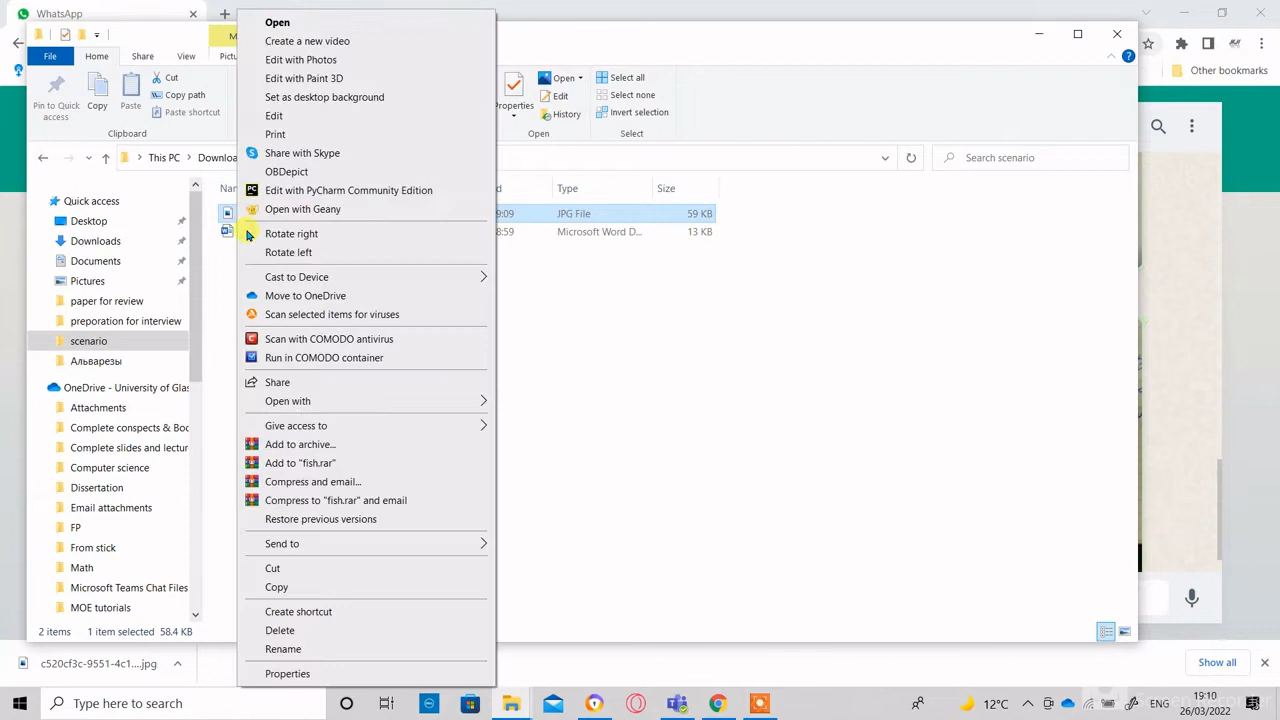 WhatsApp
File
Home
Share
View
Pictu
M
Pin to Quick access
Copy
Paste
Cut
Copy path
Paste shortcut
Clipboard
Properties
Open
Edit
History
Open
Select all
Select none
Invert selection
Select
Other bookmarks
This PC
Downloa
Search scenario
Na
d
Type
Size
9:09
JPG File
59 KB
8:59
Microsoft Word D...
13 KB
Quick access
Desktop
Downloads
Documents
Pictures
paper for review
preporation for interview
scenario
Альварезы
OneDrive - University of Glas
Attachments
Complete conspects & Boo
Complete slides and lectur
Computer science
Dissertation
Email attachments
FP
From stick
Math
Microsoft Teams Chat Files
MOE tutorials
2 items
1 item selected
58.4 KB
Open
Create a new video
Edit with Photos
Edit with Paint 3D
Set as desktop background
Edit
Print
Share with Skype
OBDepict
Edit with PyCharm Community Edition
Open with Geany
Rotate right
Rotate left
Cast to Device
Move to OneDrive
Scan selected items for viruses
Scan with COMODO antivirus
Run in COMODO container
Share
Open with
Give access to
Add to archive...
Add to "fish.rar"
Compress and email...
Compress to "fish.rar" and email
Restore previous versions
Send to
Cut
Copy
Create shortcut
Delete
Rename
Properties
c520cf3c-9551-4c1....jpg
Show all
Type here to search
12°C
ENG
19:10
26/03/2022